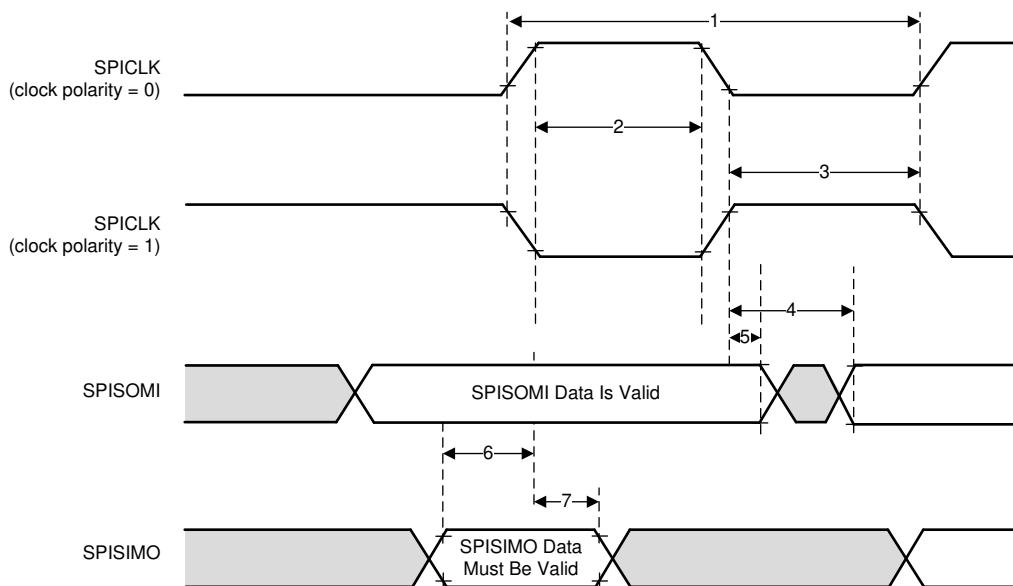 1
SPICLK
(clock polarity = 0)
2
3
SPICLK
(clock polarity = 1)
4
5
SPISOMI
SPISOMI Data Is Valid
6
7
SPISIMO
SPISIMO Data
Must Be Valid